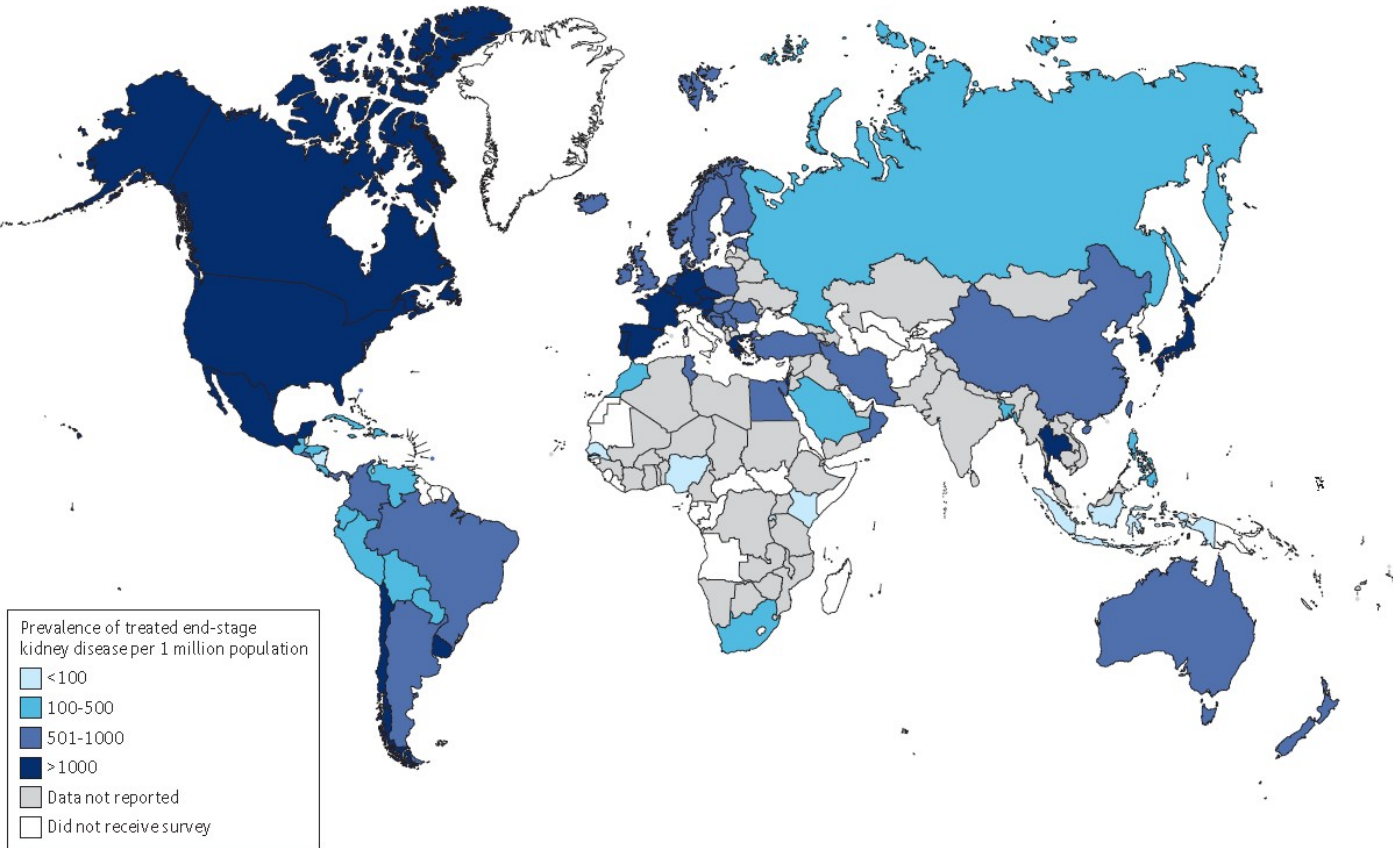 Prevalence of treated end-stage
kidney disease per 1 million population
<100
100-500
501-1000
>1000
Data not reported
Did not receive survey